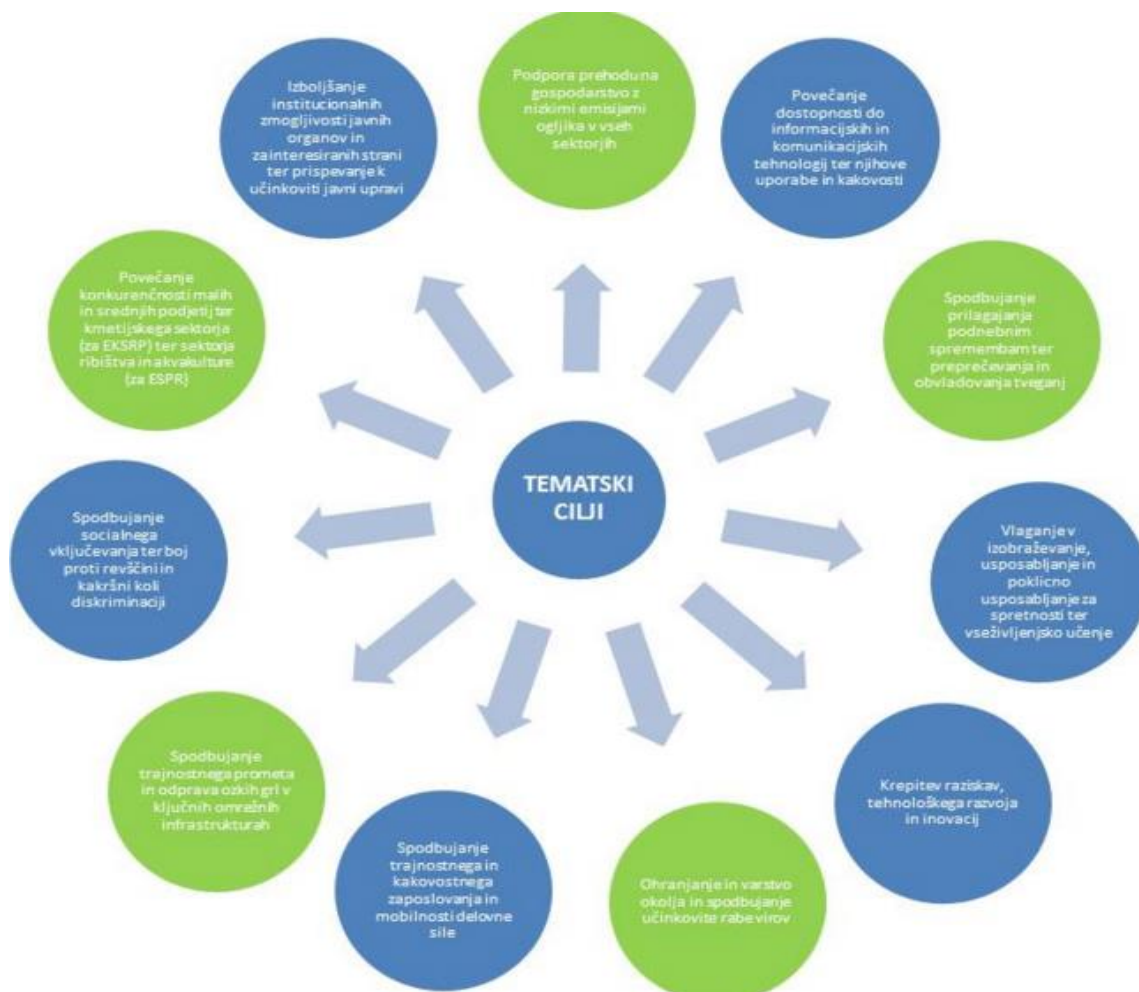 Izboljšanje
institucionalnih
zmogljivosti javnih
organov in
zainteresiranih strani
ter prispevanje k
učinkoviti javni upravi
Podpora prehodu na
gospodarstvo z
nizkimi emisijami
ogljika v vseh
sektorjih
Povečanje
dostopnosti do
informacijskih in
komunikacijskih
tehnologij ter njihove
uporabe in kakovosti
Povečanje
konkurenčnosti malih
in srednjih podjetij ter
kmetijskega sektorja
(za EKSRP) ter sektorja
ribištva in akvakulture
(za ESPR)
Spodbujanje
prilagajanja
podnebnim
spremembam ter
preprečevanja in
obvladovanja tveganj
TEMATSKI
CILJI
Spodbujanje
socialnega
vključevanja ter boj
proti revščini in
kakršni koli
diskriminaciji
Vlaganje v
izobraževanje,
usposabljanje in
poklicno
usposabljanje za
spretnosti ter
vseživljenjsko učenje
Spodbujanje
trajnostnega prometa
in odprava ozkih grl v
ključnih omrežnih
infrastrukturah
Krepitev raziskav,
tehnološkega razvoja
in inovacij
Spodbujanje
trajnostnega in
kakovostnega
zaposlovanja in
mobilnosti delovne
sile
Ohranjanje in varstvo
okolja in spodbujanje
učinkovite rabe virov